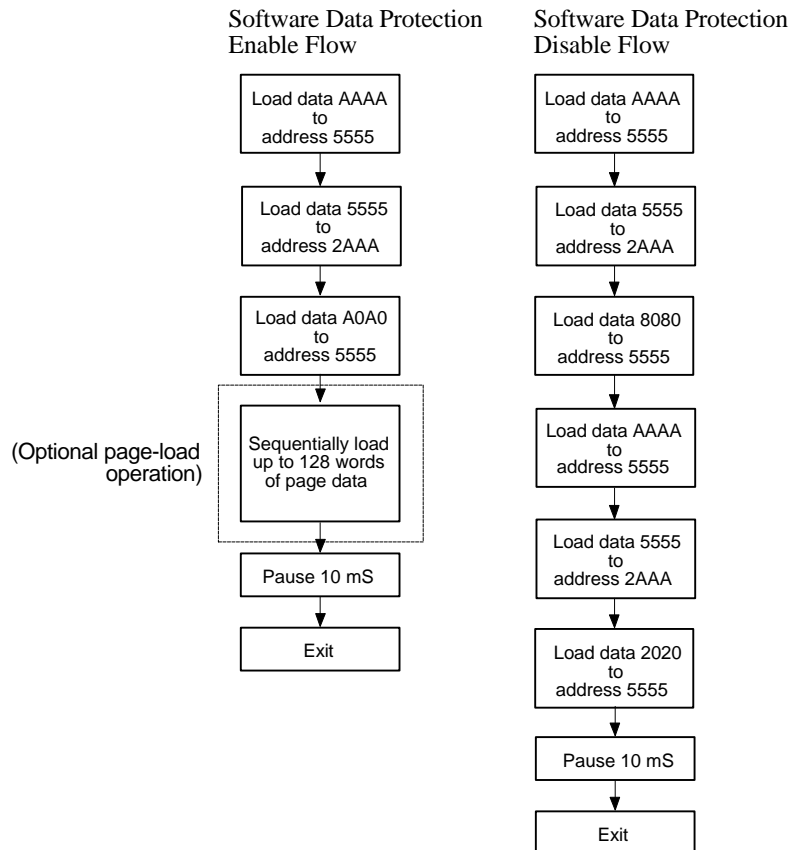 Software Data Protection
Enable Flow
Load data AAAA
to
address 5555
Load data 5555
to
address 2AAA
Load data A0A0
to
address 5555
(Optional page-load
operation)
Sequentially load
up to 128 words
of page data
Pause 10 mS
Exit
Software Data Protection
Disable Flow
Load data AAAA
to
address 5555
Load data 5555
to
address 2AAA
Load data 8080
to
address 5555
Load data AAAA
to
address 5555
Load data 5555
to
address 2AAA
Load data 2020
to
address 5555
Pause 10 mS
Exit